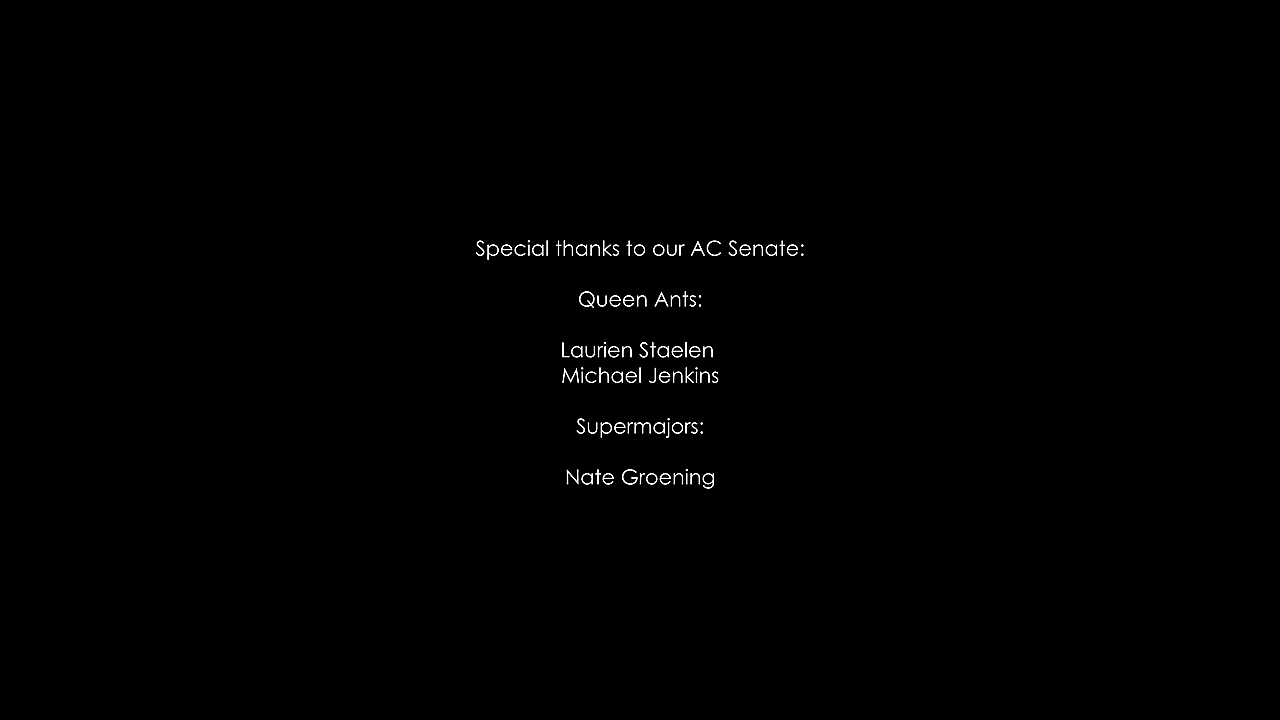 Special thanks to our AC Senate:
Queen Ants:
Laurien Staelen
Michael Jenkins
Supermajors:
Nate Groening